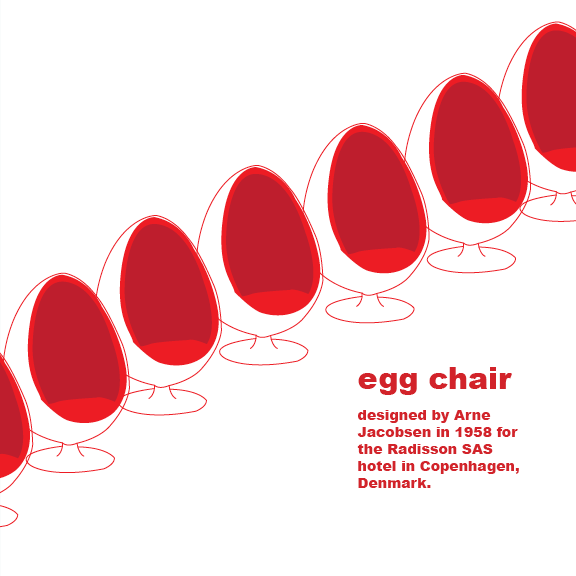 egg chair
designed by Arne
Jacobsen in 1958 for
the Radisson SAS
hotel in Copenhagen,
Denmark.